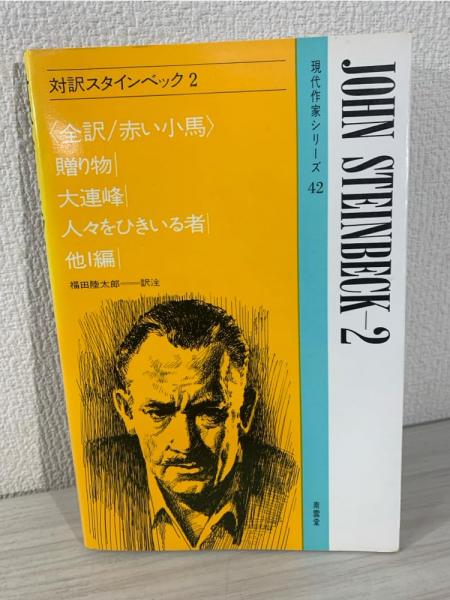 対訳スタインベック2
〈全訳/赤い小馬〉
贈り物|
大連峰|
人々をひきいる者|
他1編|
福田陸太郎──訳注
現代作家シリーズ 42
南雲堂
JOHN STEINBECK-2